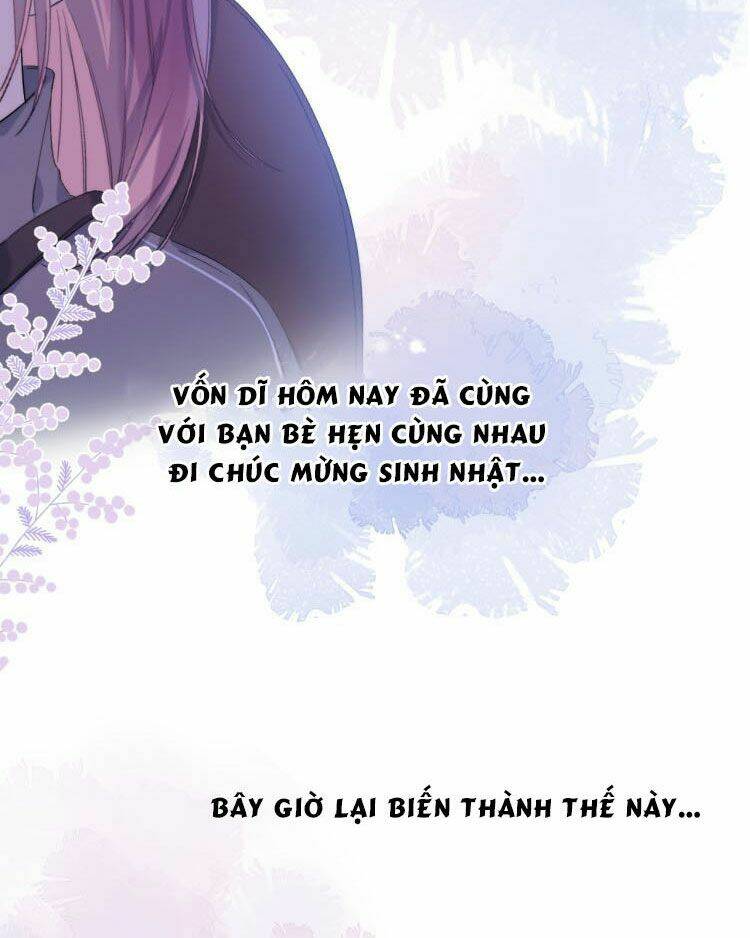 VỐN DĨ HÔM NAY ĐÃ CÙNG
VỚI BẠN BÈ HẸN CÙNG NHAU
ĐI CHÚC MỪNG SINH NHẬT...
BÂY GIỜ LẠI BIẾN THÀNH THẾ NÀY...